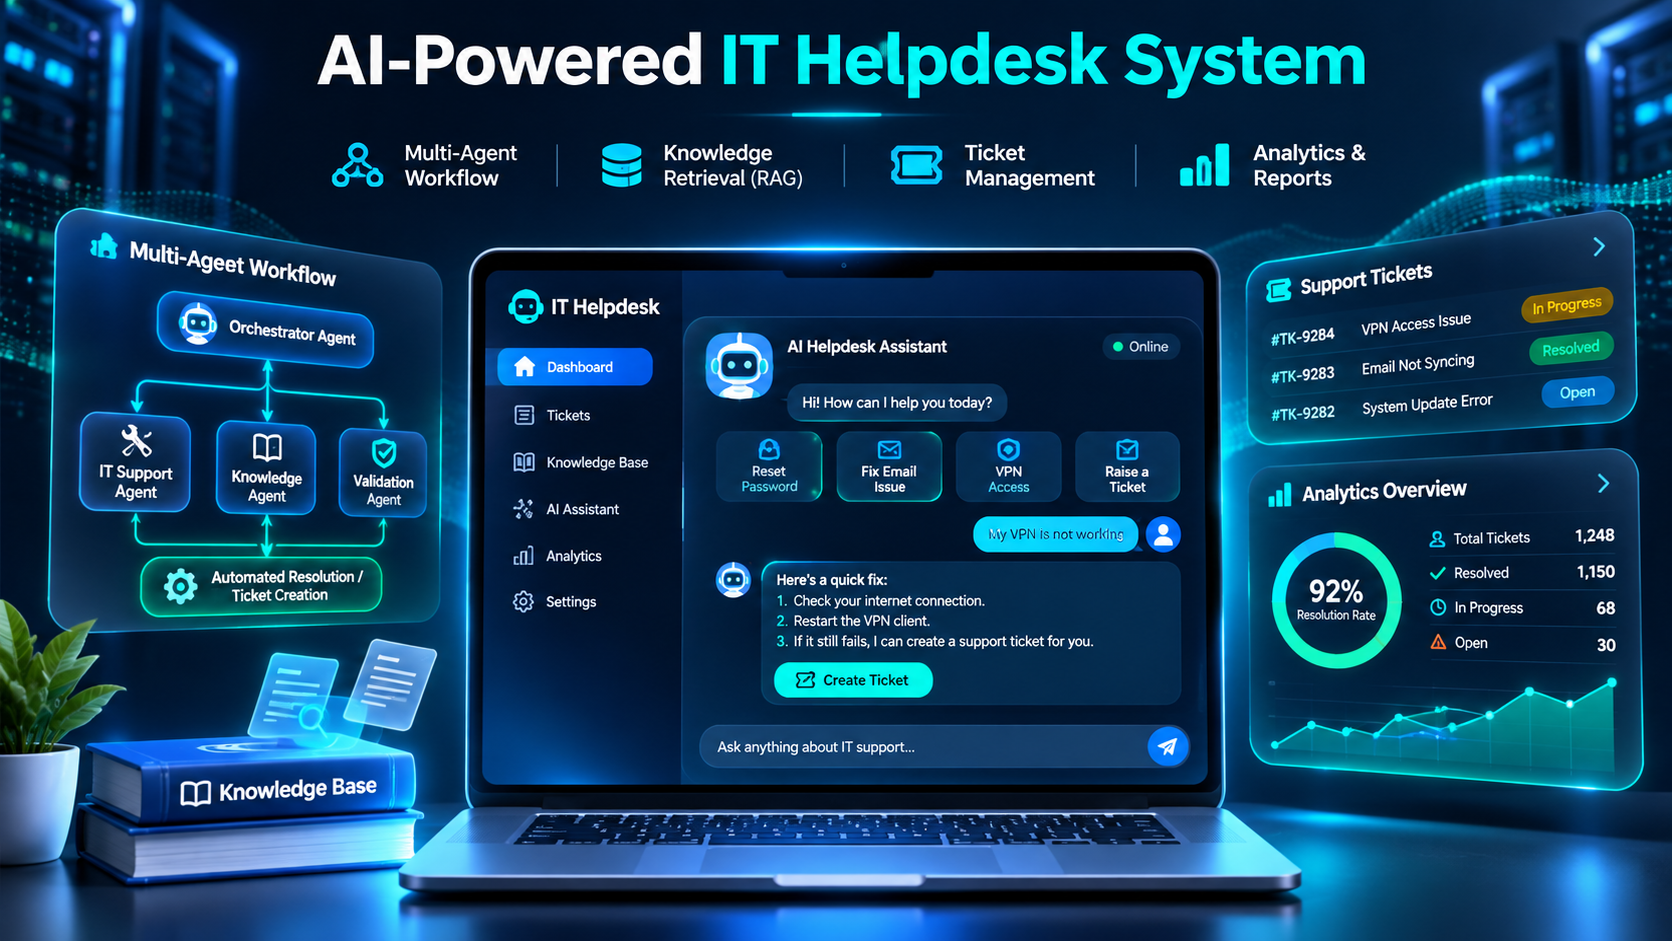 AI-Powered IT Helpdesk System
Multi-Agent
Workflow
Knowledge
Retrieval (RAG)
Ticket
Management
Analytics &
Reports
Multi-Ageet Workflow
Orchestrator Agent
IT Support
Agent
Knowledge
Agent
Validation
Agent
Automated Resolution /
Ticket Creation
Knowledge Base
IT Helpdesk
Dashboard
Tickets
Knowledge Base
AI Assistant
Analytics
Settings
AI Helpdesk Assistant
Online
Hi! How can I help you today?
Reset
Password
Fix Email
Issue
VPN
Access
Raise a
Ticket
My VPN is not working
Here's a quick fix:
1. Check your internet connection.
2. Restart the VPN client.
3. If it still fails, I can create a support ticket for you.
Create Ticket
Ask anything about IT support...
Support Tickets
#TK-9284 VPN Access Issue In Progress
#TK-9283 Email Not Syncing Resolved
#TK-9282 System Update Error Open
Analytics Overview
92%
Resolution Rate
Total Tickets 1,248
Resolved 1,150
In Progress 68
Open 30